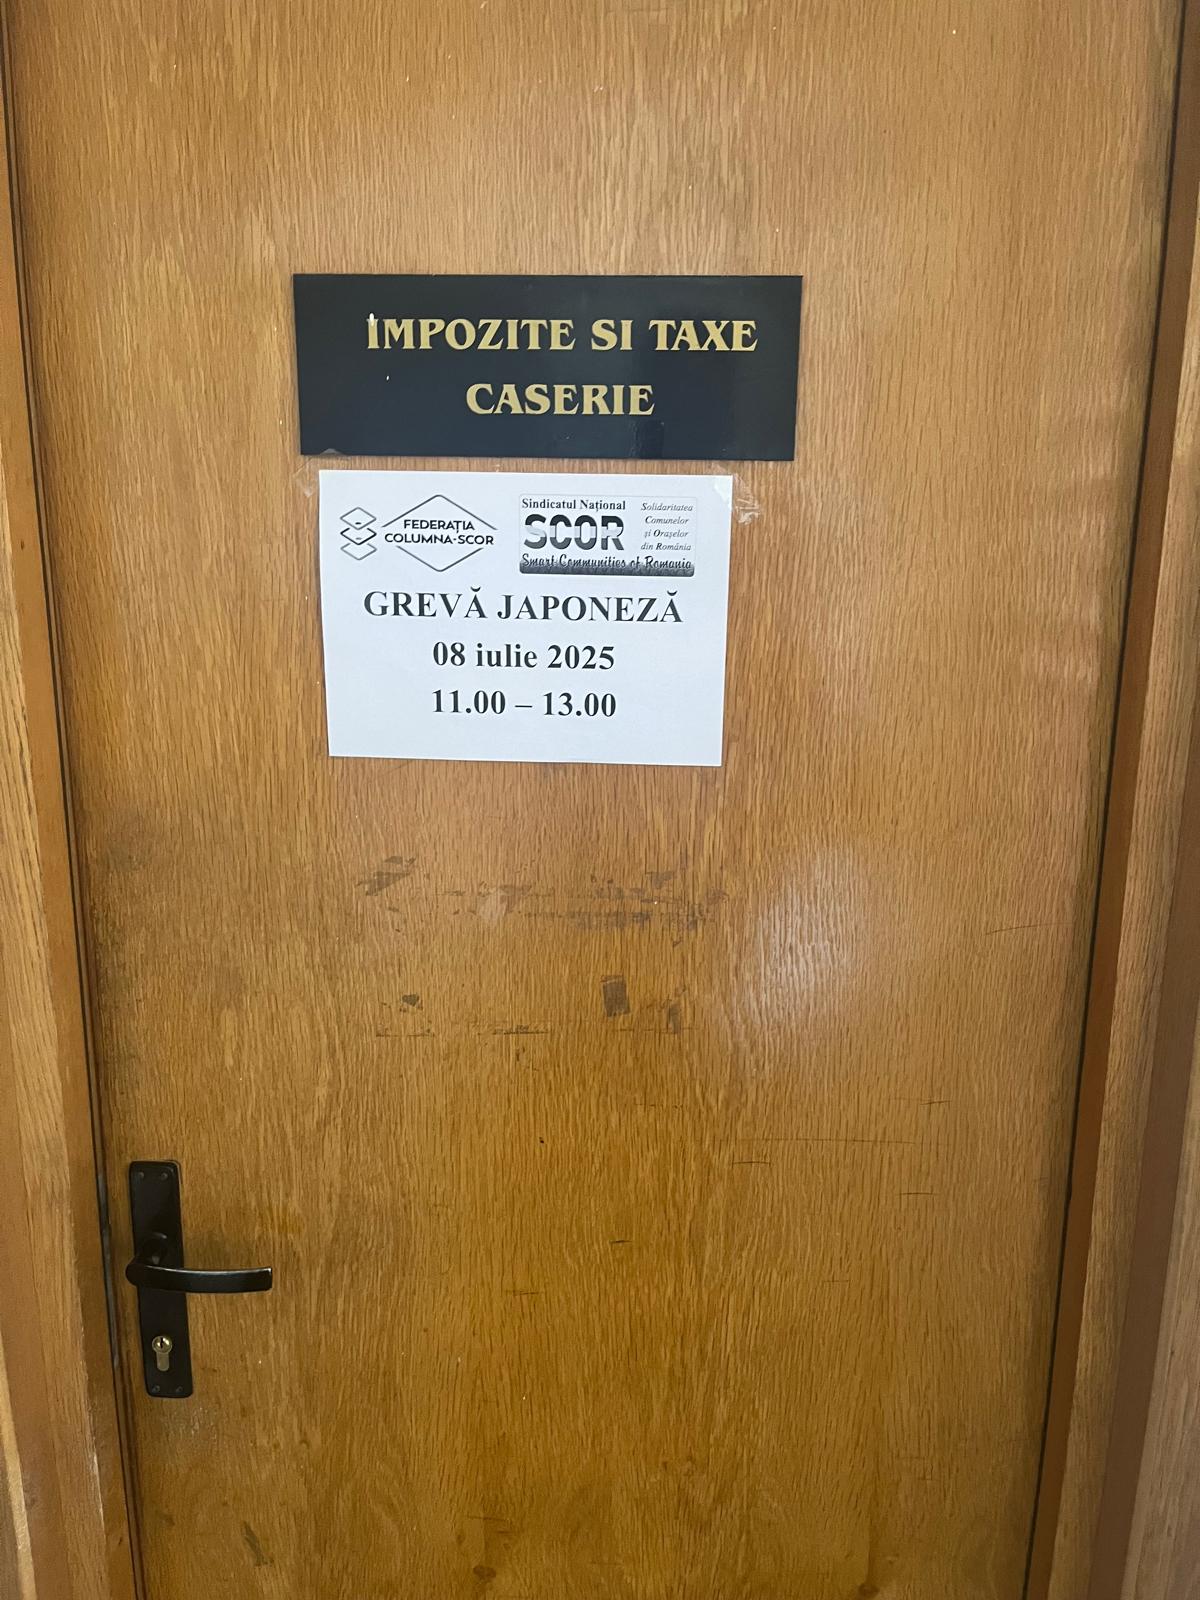 IMPOZITE SI TAXE
CASERIE
FEDERAȚIA
COLUMNA-SCOR
Sindicatul Național
SCOR
Solidaritatea
Comunelor
și Orașelor
din România
Smart Communities of Romania
GREVĂ JAPONEZĂ
08 iulie 2025
11.00 – 13.00